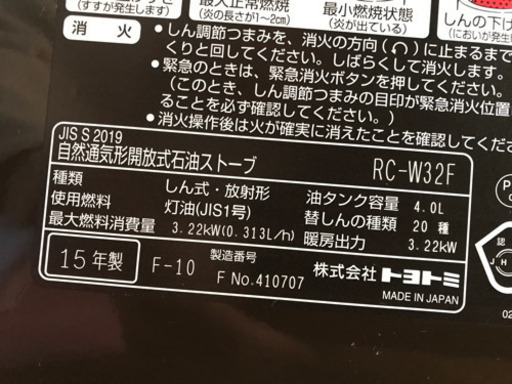 (すすが発生します)
最大正常燃焼
(炎の長さが1~2cm)
最小燃焼状態
(炎が出ている)
しんの下げ
(においが発生
消火
●しん調節つまみを、消火の方向(
)に止まるまで
くりと回してください。しばらくして消火します。
●緊急のときは、緊急消火ボタンを押してください。
(このとき、しん調節つまみの目印が緊急消火位置
ることを必ず確認してください。)
●消火操作後は火が確実に消えたことを確認
JIS S 2019
自然通気形開放式石油ストーブ RC-W32F
種類 しん式・放射形 油タンク容量 4.0L
使用燃料 灯油(JIS1号) 替しんの種類 20種
最大燃料消費量 3.22kW(0.313L/h) 暖房出力 3.22kW
15年製 F-10 製造番号 F No.410707 株式会社トヨトミ
MADE IN JAPAN
認
JH
02